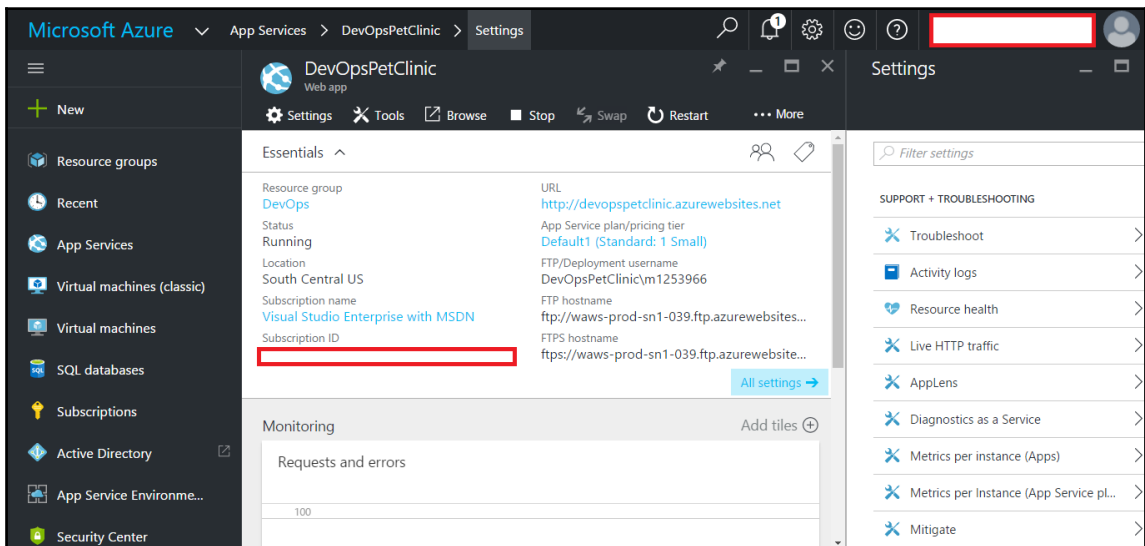 Microsoft Azure App Services > DevOpsPetClinic > Settings
1
New
Resource groups
Recent
App Services
Virtual machines (classic)
Virtual machines
SQL databases
Subscriptions
Active Directory
App Service Environme...
Security Center
DevOpsPetClinic
Web app
Settings Tools Browse Stop Swap Restart ••• More
Essentials
Resource group
DevOps
Status
Running
Location
South Central US
Subscription name
Visual Studio Enterprise with MSDN
Subscription ID
URL
http://devopspetclinic.azurewebsites.net
App Service plan/pricing tier
Default1 (Standard: 1 Small)
FTP/Deployment username
DevOpsPetClinic\m1253966
FTP hostname
ftp://waws-prod-sn1-039.ftp.azurewebsites...
FTPS hostname
ftps://waws-prod-sn1-039.ftp.azurewebsite...
All settings →
Monitoring Add tiles
Requests and errors
100
Settings
Filter settings
SUPPORT + TROUBLESHOOTING
Troubleshoot
Activity logs
Resource health
Live HTTP traffic
AppLens
Diagnostics as a Service
Metrics per instance (Apps)
Metrics per Instance (App Service pl...
Mitigate